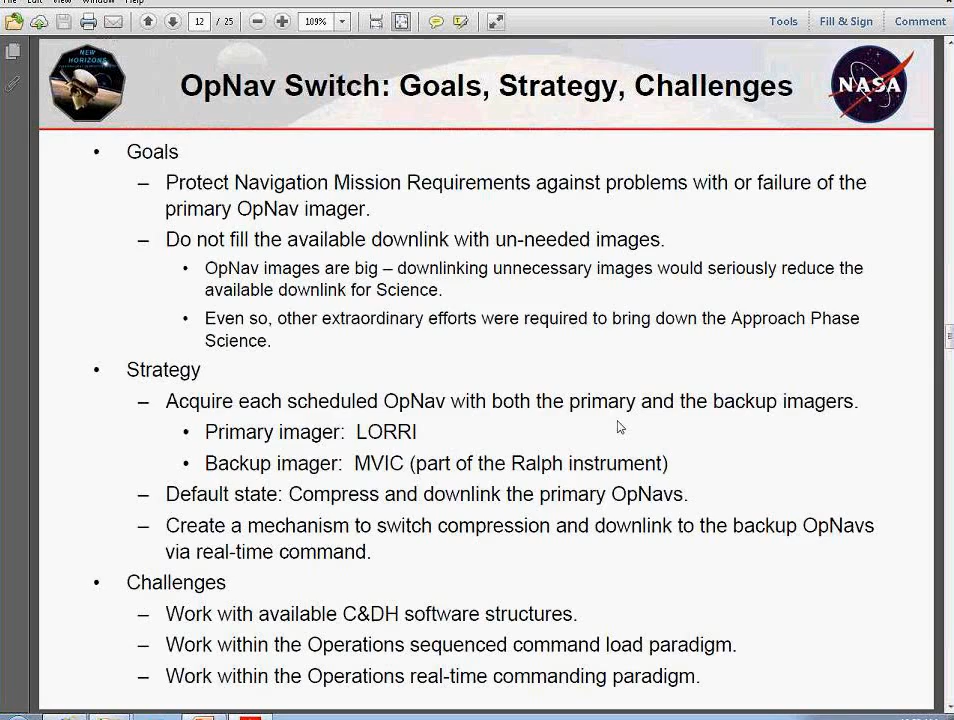 Edit View Window Help
12 / 25 109% Tools Fill & Sign Comment
NEW
HORIZONS
OpNav Switch: Goals, Strategy, Challenges
NASA
• Goals
– Protect Navigation Mission Requirements against problems with or failure of the
primary OpNav imager.
– Do not fill the available downlink with un-needed images.
• OpNav images are big – downlinking unnecessary images would seriously reduce the
available downlink for Science.
• Even so, other extraordinary efforts were required to bring down the Approach Phase
Science.
• Strategy
– Acquire each scheduled OpNav with both the primary and the backup imagers.
• Primary imager: LORRI
• Backup imager: MVIC (part of the Ralph instrument)
– Default state: Compress and downlink the primary OpNavs.
– Create a mechanism to switch compression and downlink to the backup OpNavs
via real-time command.
• Challenges
– Work with available C&DH software structures.
– Work within the Operations sequenced command load paradigm.
– Work within the Operations real-time commanding paradigm.